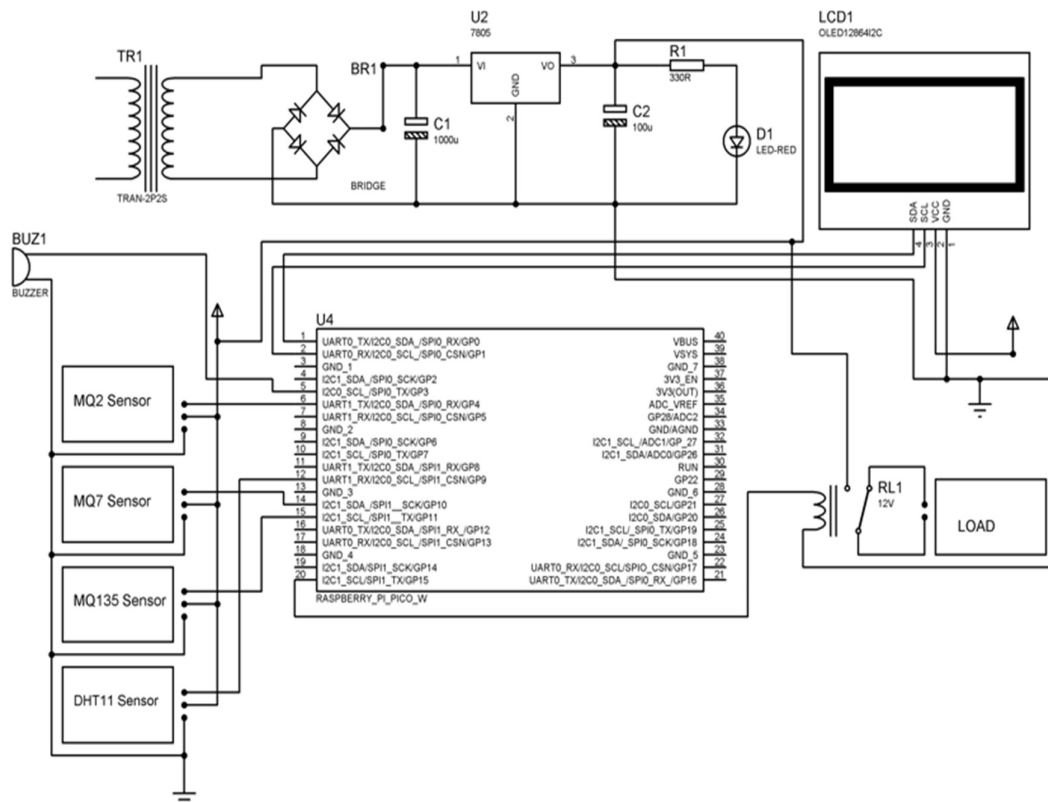 TR1
TRAN-2P2S
BR1
BRIDGE
C1
1000u
U2
7805
1
VI
VO
3
GND
2
C2
100u
R1
330R
D1
LED-RED
LCD1
OLED12864I2C
SDA
SCL
VCC
GND
4
3
2
1
BUZ1
BUZZER
MQ2 Sensor
MQ7 Sensor
MQ135 Sensor
DHT11 Sensor
U4
1 UART0_TX/I2C0_SDA_/SPI0_RX/GP0
2 UART0_RX/I2C0_SCL_/SPI0_CSN/GP1
3 GND_1
4 I2C1_SDA_/SPI0_SCK/GP2
5 I2C0_SCL_/SPI0_TX/GP3
6 UART1_TX/I2C0_SDA_/SPI0_RX/GP4
7 UART1_RX/I2C0_SCL_/SPI0_CSN/GP5
8 GND_2
9 I2C1_SDA_/SPI0_SCK/GP6
10 I2C1_SCL_/SPI0_TX/GP7
11 UART1_TX/I2C0_SDA_/SPI1_RX/GP8
12 UART1_RX/I2C0_SCL_/SPI1_CSN/GP9
13 GND_3
14 I2C1_SDA_/SPI1__SCK/GP10
15 I2C1_SCL_/SPI1__TX/GP11
16 UART0_TX/I2C0_SDA_/SPI1_RX_/GP12
17 UART0_RX/I2C0_SCL_/SPI1_CSN/GP13
18 GND_4
19 I2C1_SDA/SPI1_SCK/GP14
20 I2C1_SCL/SPI1_TX/GP15
VBUS 40
VSYS 39
GND_7 38
3V3_EN 37
3V3(OUT) 36
ADC_VREF 35
GP28/ADC2 34
GND/AGND 33
I2C1_SCL_/ADC1/GP_27 32
I2C1_SDA/ADC0/GP26 31
RUN 30
GP22 29
GND_6 28
I2C0_SCL/GP21 27
I2C0_SDA/GP20 26
I2C1_SCL/_SPI0_TX/GP19 25
I2C1_SDA/_SPI0_SCK/GP18 24
GND_5 23
UART0_RX/I2C0_SCL/SPIO_CSN/GP17 22
UART0_TX/I2C0_SDA_/SPI0_RX_/GP16 21
RASPBERRY_PI_PICO_W
RL1
12V
LOAD